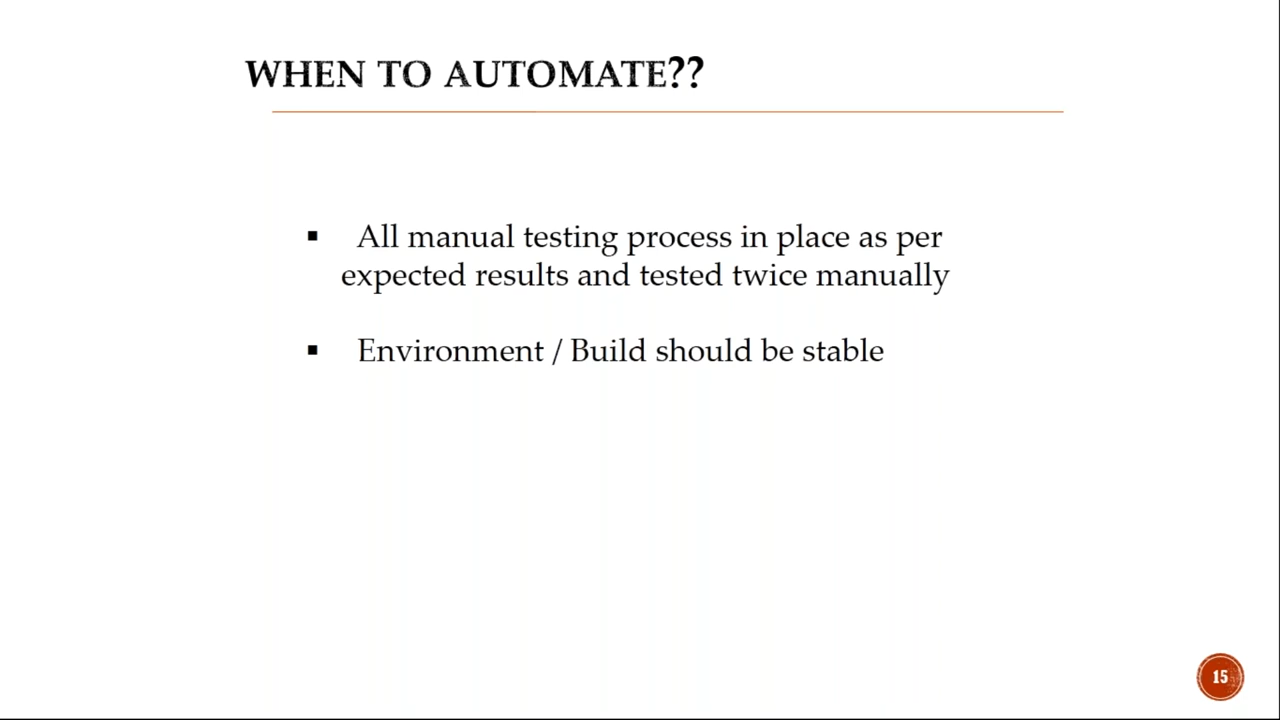 WHEN TO AUTOMATE??
▪ All manual testing process in place as per
expected results and tested twice manually
▪ Environment / Build should be stable
15